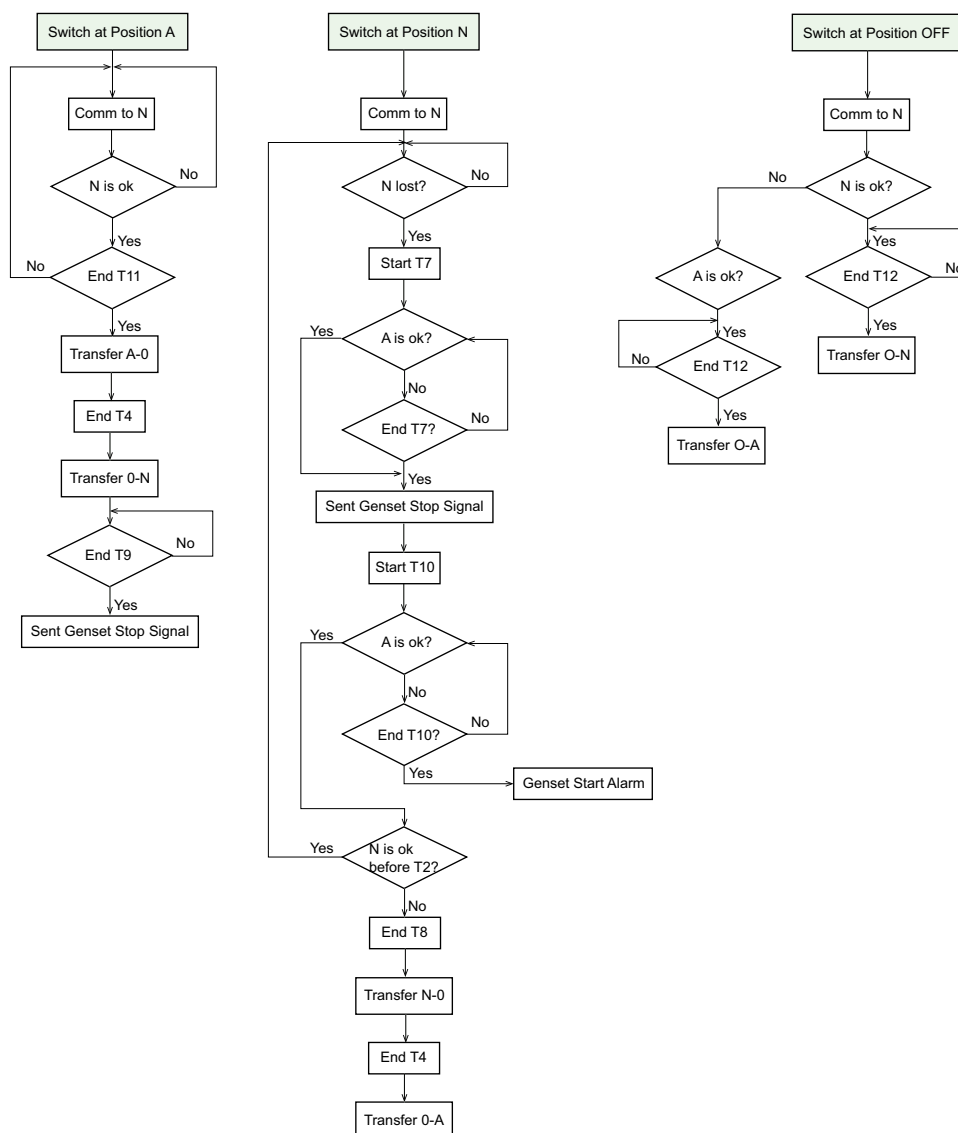 Switch at Position A
Comm to N
N is ok
No
Yes
End T11
No
Yes
Transfer A-0
End T4
Transfer 0-N
End T9
No
Yes
Sent Genset Stop Signal
Switch at Position N
Comm to N
N lost?
No
Yes
Start T7
A is ok?
Yes
No
End T7?
No
Yes
Sent Genset Stop Signal
Start T10
A is ok?
Yes
No
End T10?
No
Yes
Genset Start Alarm
N is ok
before T2?
Yes
No
End T8
Transfer N-0
End T4
Transfer 0-A
Switch at Position OFF
Comm to N
N is ok?
No
Yes
A is ok?
End T12
No
Yes
Transfer O-N
Yes
End T12
No
Yes
Transfer O-A